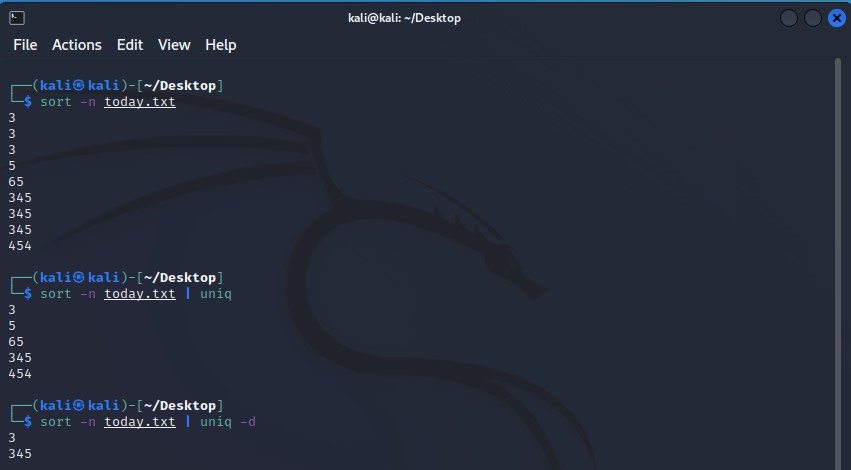 kali@kali: ~/Desktop
File Actions Edit View Help
┌──(kali㉿kali)-[~/Desktop]
└─$ sort -n today.txt
3
3
3
5
65
345
345
345
454
┌──(kali㉿kali)-[~/Desktop]
└─$ sort -n today.txt | uniq
3
5
65
345
454
┌──(kali㉿kali)-[~/Desktop]
└─$ sort -n today.txt | uniq -d
3
345